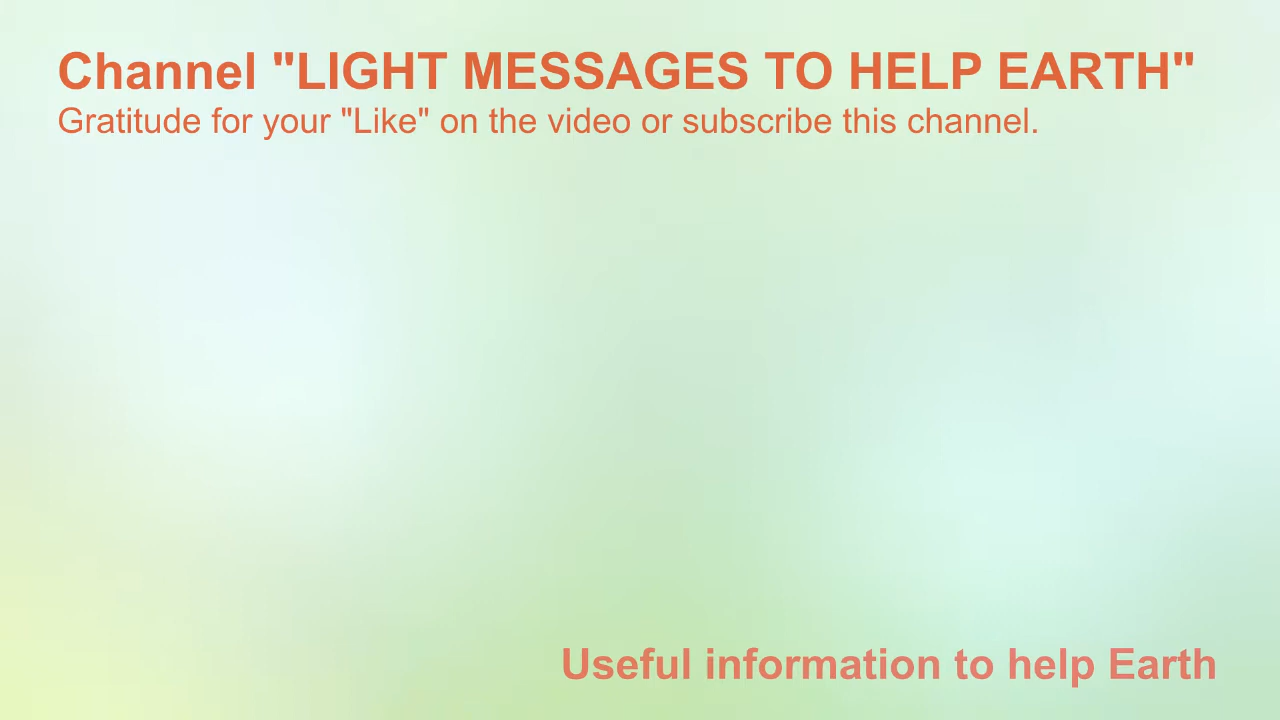 Channel "LIGHT MESSAGES TO HELP EARTH"
Gratitude for your "Like" on the video or subscribe this channel.
Useful information to help Earth